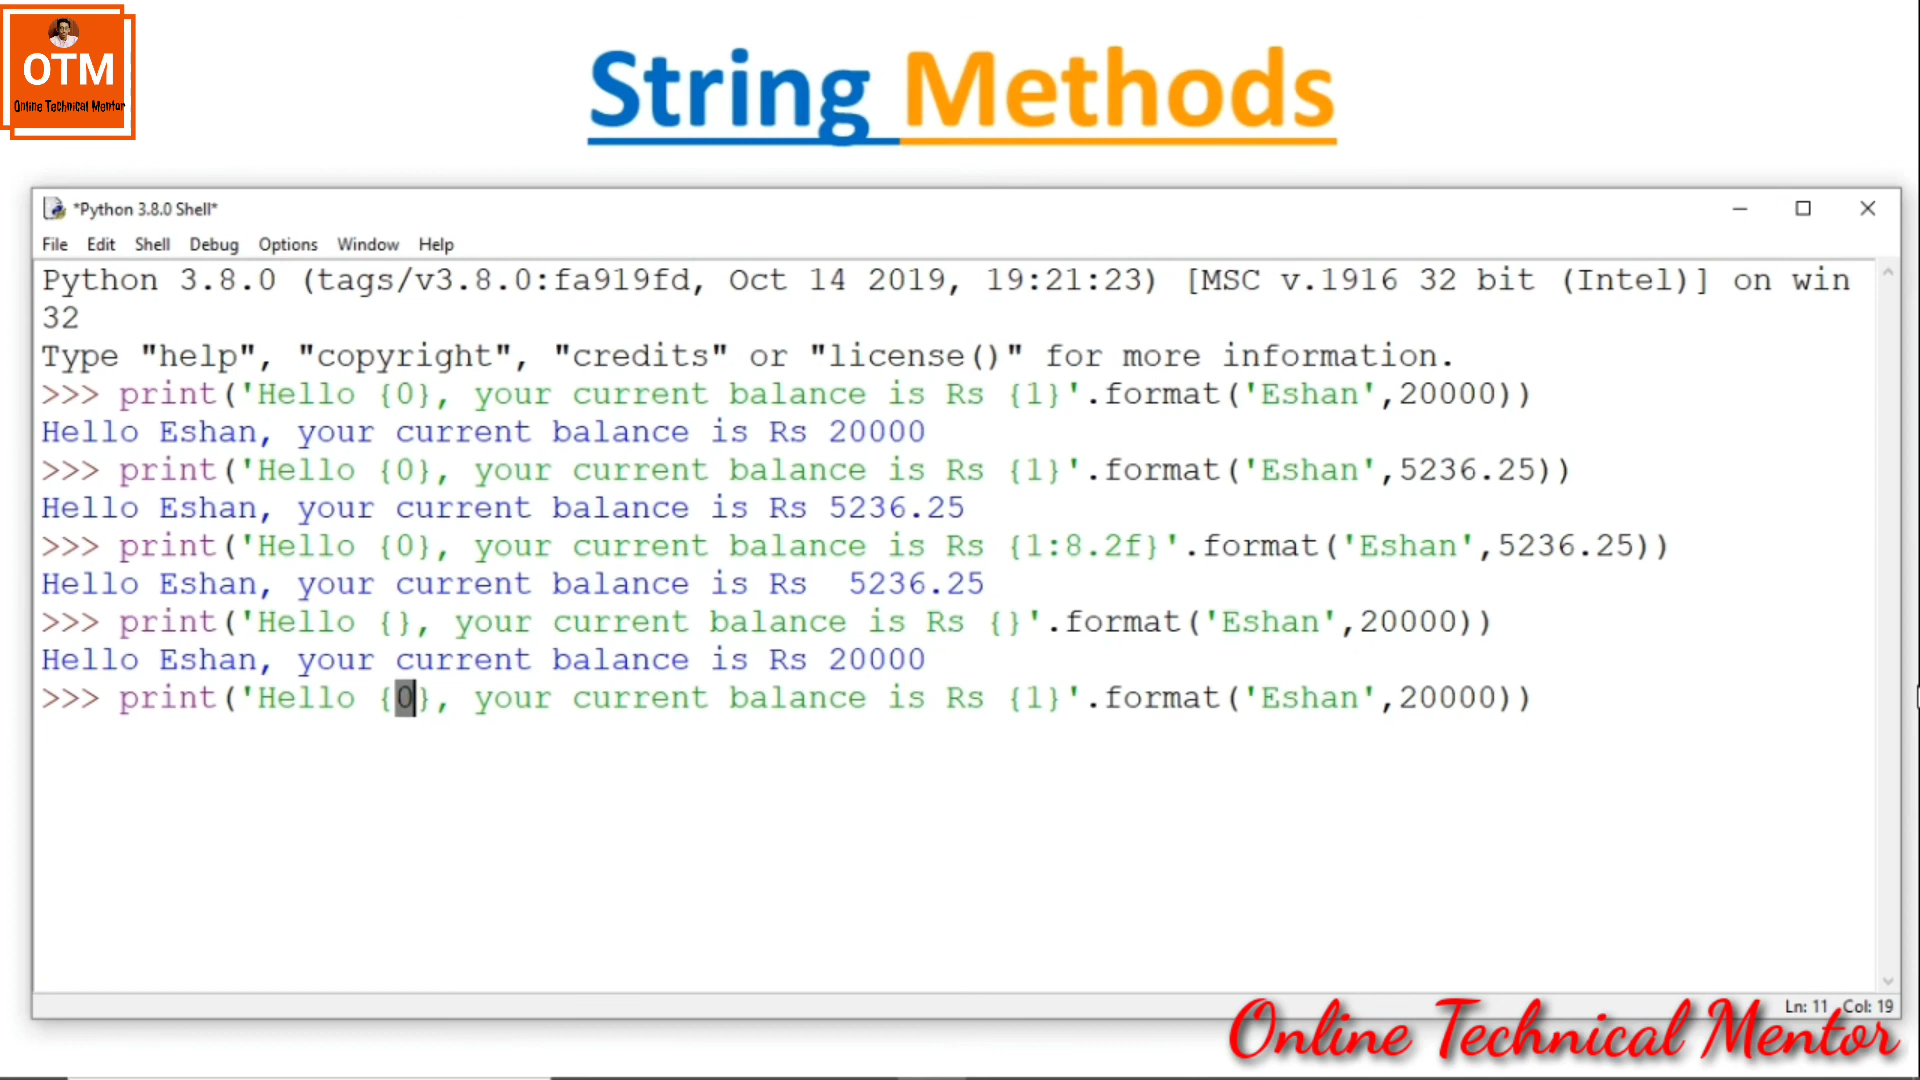 OTM
Online Technical Mentor
String Methods
*Python 3.8.0 Shell*
File Edit Shell Debug Options Window Help
Python 3.8.0 (tags/v3.8.0:fa919fd, Oct 14 2019, 19:21:23) [MSC v.1916 32 bit (Intel)] on win
32
Type "help", "copyright", "credits" or "license()" for more information.
>>> print('Hello {0}, your current balance is Rs {1}'.format('Eshan',20000))
Hello Eshan, your current balance is Rs 20000
>>> print('Hello {0}, your current balance is Rs {1}'.format('Eshan',5236.25))
Hello Eshan, your current balance is Rs 5236.25
>>> print('Hello {0}, your current balance is Rs {1:8.2f}'.format('Eshan',5236.25))
Hello Eshan, your current balance is Rs  5236.25
>>> print('Hello {}, your current balance is Rs {}'.format('Eshan',20000))
Hello Eshan, your current balance is Rs 20000
>>> print('Hello {0}, your current balance is Rs {1}'.format('Eshan',20000))
Ln: 11 Col: 19
Online Technical Mentor